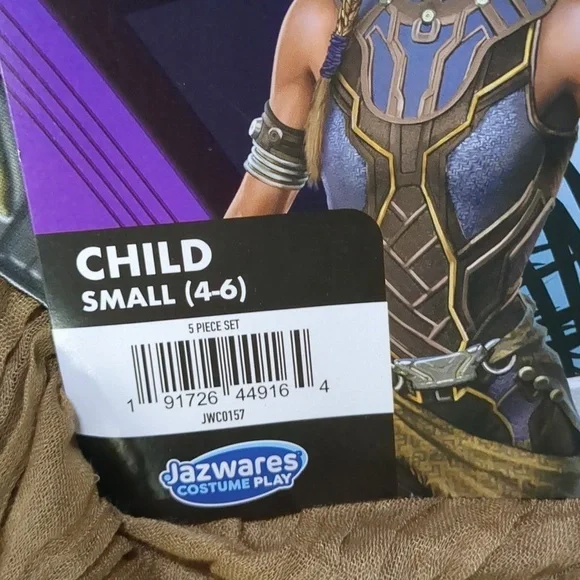 CHILD
SMALL (4-6)
5 PIECE SET
1 91726 44916 4
JWC0157
Jazwares
COSTUME PLAY